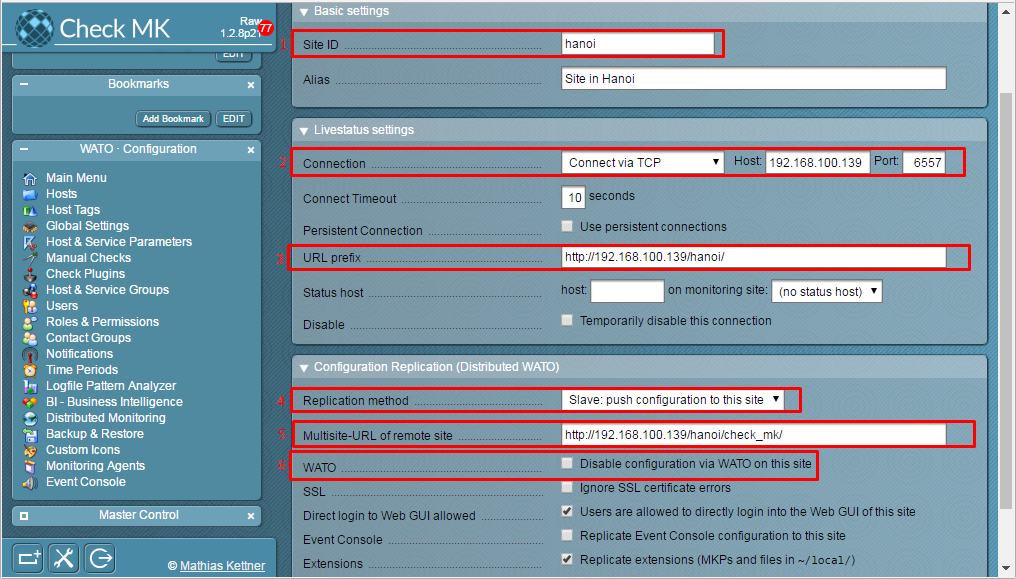 Check MK
Raw
1.2.8p21
77
EDIT
Bookmarks
Add Bookmark EDIT
WATO · Configuration
Main Menu
Hosts
Host Tags
Global Settings
Host & Service Parameters
Manual Checks
Check Plugins
Host & Service Groups
Users
Roles & Permissions
Contact Groups
Notifications
Time Periods
Logfile Pattern Analyzer
BI - Business Intelligence
Distributed Monitoring
Backup & Restore
Custom Icons
Monitoring Agents
Event Console
Master Control
© Mathias Kettner
Basic settings
1 Site ID hanoi
Alias Site in Hanoi
Livestatus settings
2 Connection Connect via TCP Host: 192.168.100.139 Port: 6557
Connect Timeout 10 seconds
Persistent Connection Use persistent connections
3 URL prefix http://192.168.100.139/hanoi/
Status host host: on monitoring site: (no status host)
Disable Temporarily disable this connection
Configuration Replication (Distributed WATO)
4 Replication method Slave: push configuration to this site
5 Multisite-URL of remote site http://192.168.100.139/hanoi/check_mk/
6 WATO Disable configuration via WATO on this site
SSL Ignore SSL certificate errors
Direct login to Web GUI allowed Users are allowed to directly login into the Web GUI of this site
Event Console Replicate Event Console configuration to this site
Extensions Replicate extensions (MKPs and files in ~/local/)